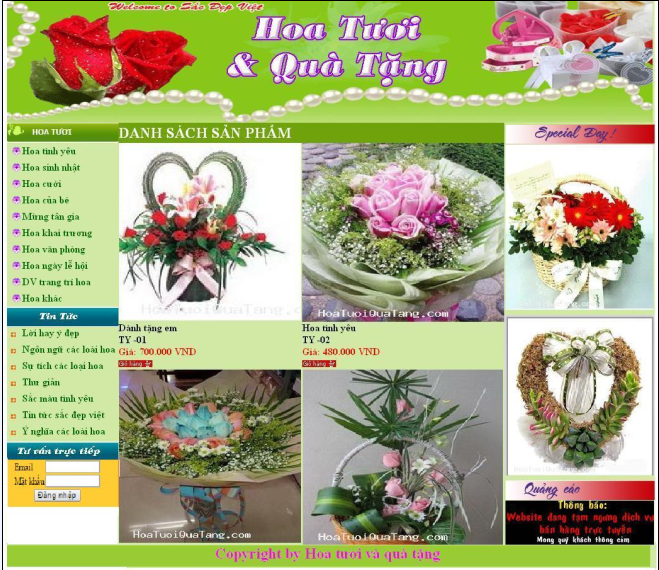 Welcome to Sắc Đẹp Việt
Hoa Tươi
& Quà Tặng
HOA TƯƠI
Hoa tình yêu
Hoa sinh nhật
Hoa cưới
Hoa của bé
Mừng tân gia
Hoa khai trương
Hoa văn phòng
Hoa ngày lễ hội
DV trang trí hoa
Hoa khác
Tin Tức
Lời hay ý đẹp
Ngôn ngữ các loài hoa
Sự tích các loại hoa
Thư giãn
Sắc màu tình yêu
Tin tức sắc đẹp việt
Ý nghĩa các loài hoa
Tư vấn trực tiếp
Email
Mật khẩu
Đăng nhập
DANH SÁCH SẢN PHẨM
HoaTuoiQuaTang.com
HoaTuoiQuaTang.com
Dành tặng em
TY -01
Giá: 700.000 VND
Giỏ hàng
Hoa tình yêu
TY -02
Giá: 480.000 VND
Giỏ hàng
HoaTuoiQuaTang.com
HoaTuoiQuaTang.com
Special Day!
Quảng cáo
Thông báo:
Website đang tạm ngưng dịch vụ
bán hàng trực tuyến
Mong quý khách thông cảm
Copyright by Hoa tươi và quà tặng